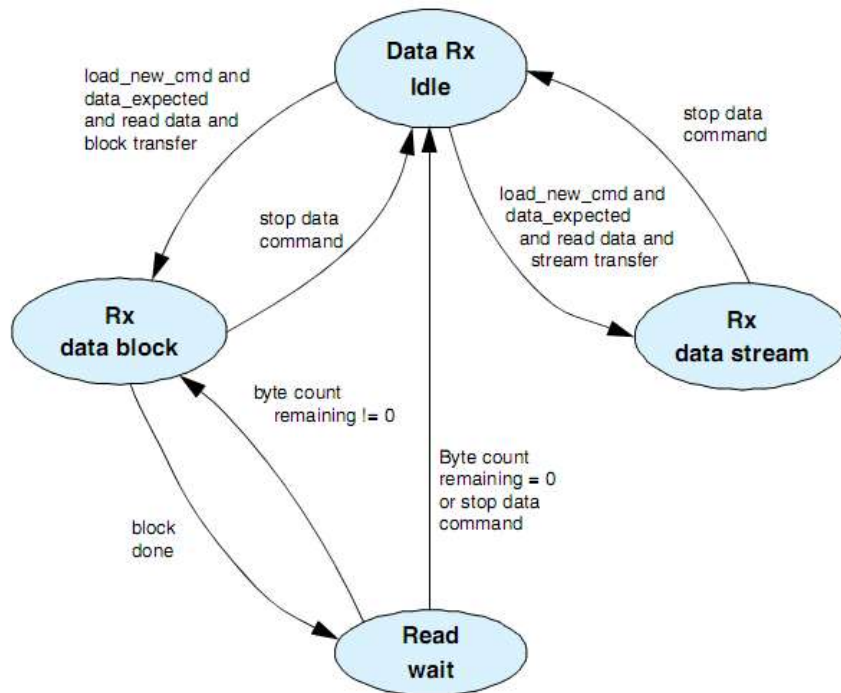 Data Rx
Idle
load_new_cmd and
data_expected
and read data and
block transfer
stop data
command
stop data
command
load_new_cmd and
data_expected
and read data and
stream transfer
Rx
data block
Rx
data stream
byte count
remaining != 0
Byte count
remaining = 0
or stop data
command
block
done
Read
wait